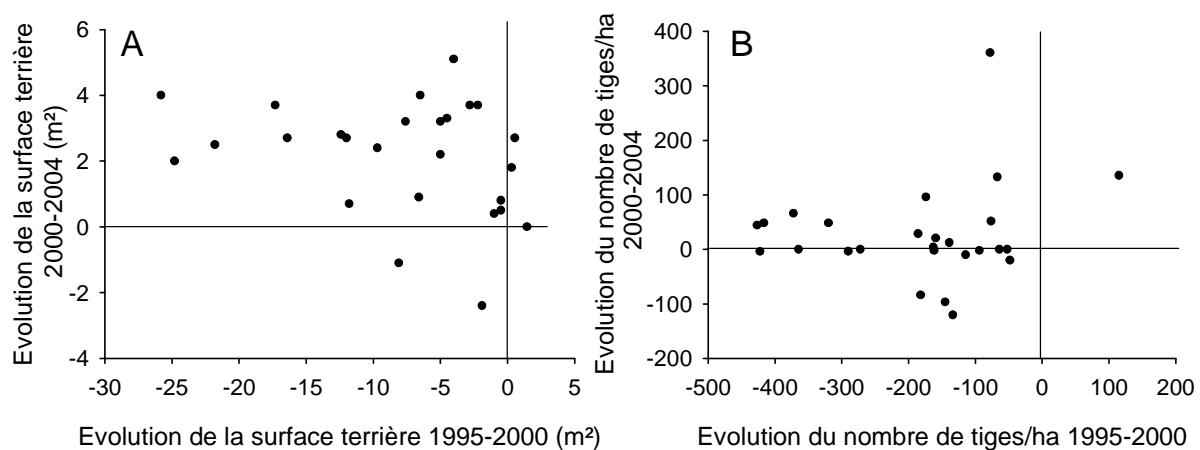 A
Evolution de la surface terrière
2000-2004 (m²)
6
4
2
0
-2
-4
-30 -25 -20 -15 -10 -5 0 5
Evolution de la surface terrière 1995-2000 (m²)
B
Evolution du nombre de tiges/ha
2000-2004
400
300
200
100
0
-100
-200
-500 -400 -300 -200 -100 0 100 200
Evolution du nombre de tiges/ha 1995-2000